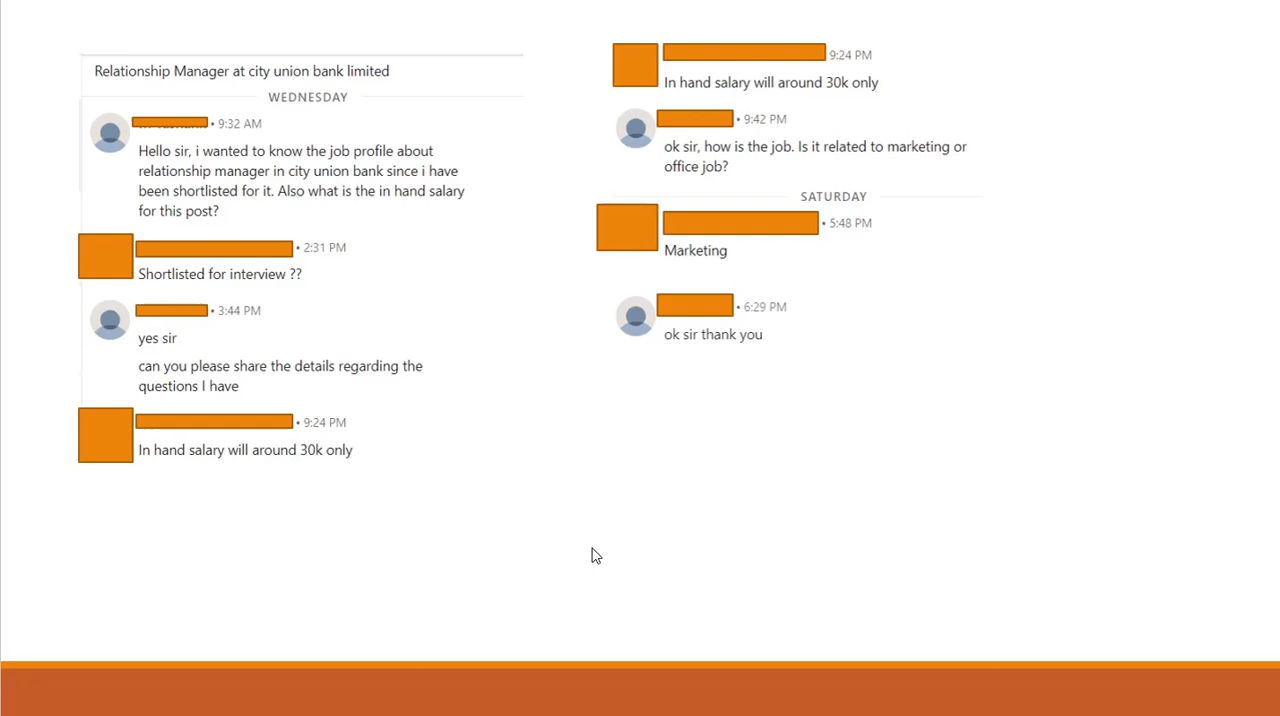 Relationship Manager at city union bank limited
WEDNESDAY
• 9:32 AM
Hello sir, i wanted to know the job profile about
relationship manager in city union bank since i have
been shortlisted for it. Also what is the in hand salary
for this post?
• 2:31 PM
Shortlisted for interview ??
• 3:44 PM
yes sir
can you please share the details regarding the
questions I have
• 9:24 PM
In hand salary will around 30k only
9:24 PM
In hand salary will around 30k only
• 9:42 PM
ok sir, how is the job. Is it related to marketing or
office job?
SATURDAY
• 5:48 PM
Marketing
• 6:29 PM
ok sir thank you